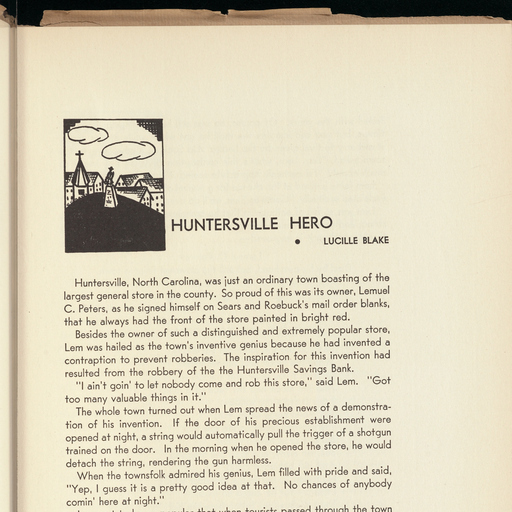 HUNTERSVILLE HERO
• LUCILLE BLAKE
Huntersville, North Carolina, was just an ordinary town boasting of the
largest general store in the county. So proud of this was its owner, Lemuel
C. Peters, as he signed himself on Sears and Roebuck's mail order blanks,
that he always had the front of the store painted in bright red.
Besides the owner of such a distinguished and extremely popular store,
Lem was hailed as the town's inventive genius because he had invented a
contraption to prevent robberies. The inspiration for this invention had
resulted from the robbery of the the Huntersville Savings Bank.
"I ain't goin' to let nobody come and rob this store," said Lem. "Got
too many valuable things in it."
The whole town turned out when Lem spread the news of a demonstra-
tion of his invention. If the door of his precious establishment were
opened at night, a string would automatically pull the trigger of a shotgun
trained on the door. In the morning when he opened the store, he would
detach the string, rendering the gun harmless.
When the townsfolk admired his genius, Lem filled with pride and said,
"Yep, I guess it is a pretty good idea at that. No chances of anybody
comin' here at night."
that when tourists passed through the town